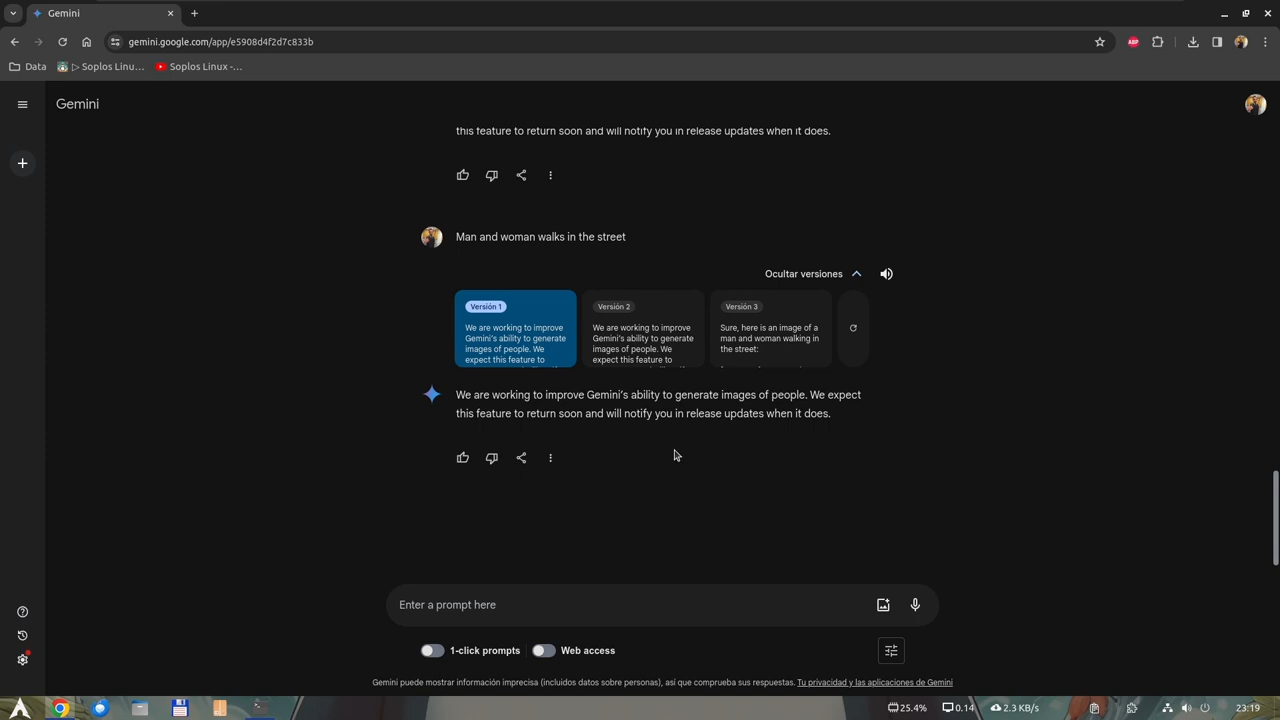 Gemini
gemini.google.com/app/e5908d4f2d7c833b
ABP
Data
▷ Soplos Linu...
Soplos Linux -...
Gemini
this feature to return soon and will notify you in release updates when it does.
Man and woman walks in the street
Ocultar versiones
Versión 1
We are working to improve
Gemini's ability to generate
images of people. We
expect this feature to
Versión 2
We are working to improve
Gemini's ability to generate
images of people. We
expect this feature to
Versión 3
Sure, here is an image of a
man and woman walking in
the street:
We are working to improve Gemini's ability to generate images of people. We expect
this feature to return soon and will notify you in release updates when it does.
Enter a prompt here
1-click prompts
Web access
Gemini puede mostrar información imprecisa (incluidos datos sobre personas), así que comprueba sus respuestas. Tu privacidad y las aplicaciones de Gemini
25.4%
0.14
2.3 KB/s
23:19